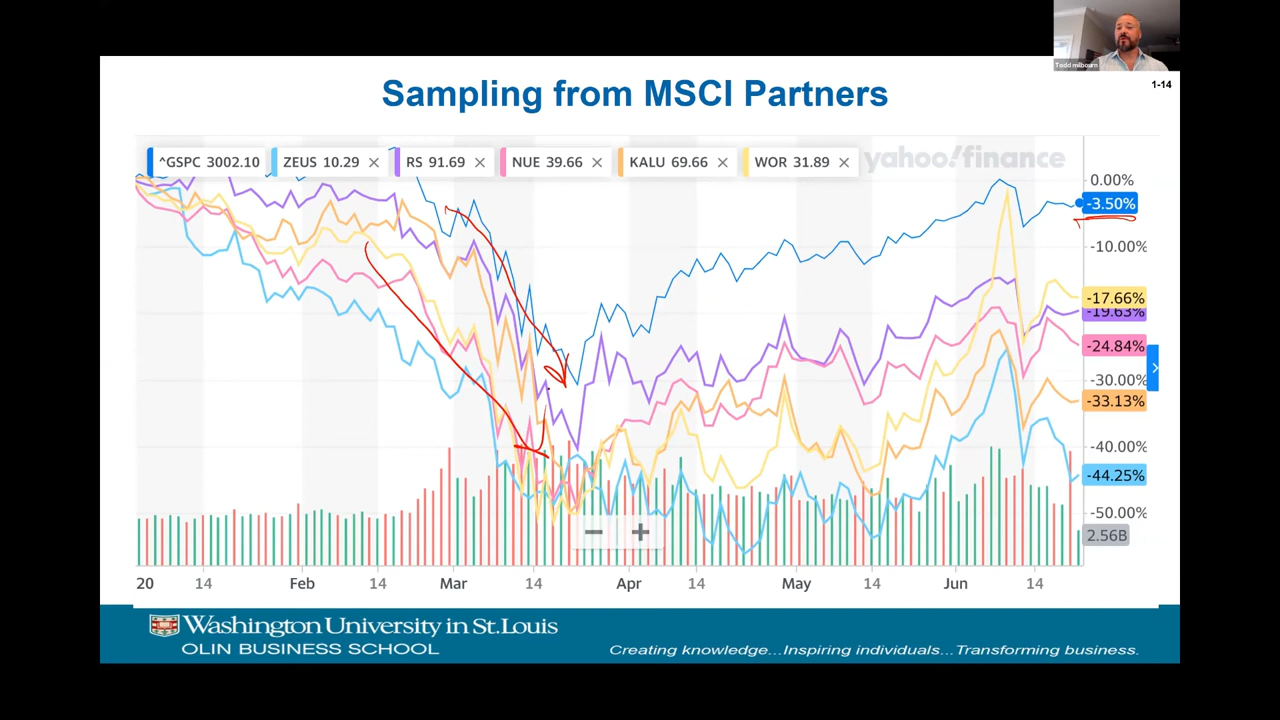 Todd milbourn
1-14
Sampling from MSCI Partners
^GSPC 3002.10 ZEUS 10.29 × RS 91.69 × NUE 39.66 × KALU 69.66 × WOR 31.89 × yahoo!finance
0.00%
-3.50%
-10.00%
-17.66%
-19.63%
-24.84%
-30.00%
-33.13%
-40.00%
-44.25%
-50.00%
2.56B
20 14 Feb 14 Mar 14 Apr 14 May 14 Jun 14
Washington University in St.Louis
OLIN BUSINESS SCHOOL
Creating knowledge...Inspiring individuals...Transforming business.